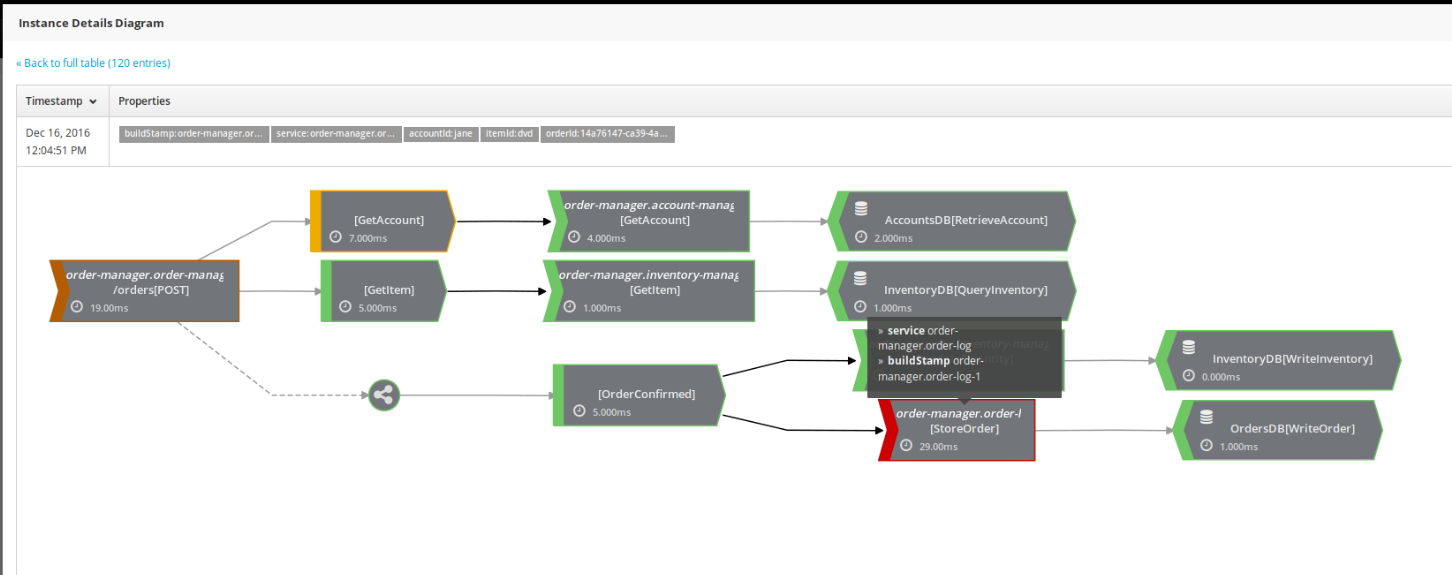 Instance Details Diagram
« Back to full table (120 entries)
Timestamp Properties
Dec 16, 2016
12:04:51 PM
buildStamp:order-manager.or... service:order-manager.or... accountId:jane itemId:dvd orderId:14a76147-ca39-4a...
order-manager.order-manag
/orders[POST]
19.00ms
[GetAccount]
7.000ms
order-manager.account-manag
[GetAccount]
4.000ms
AccountsDB[RetrieveAccount]
2.000ms
[GetItem]
5.000ms
order-manager.inventory-manag
[GetItem]
1.000ms
InventoryDB[QueryInventory]
1.000ms
[OrderConfirmed]
5.000ms
» service order-
manager.order-log
» buildStamp order-
manager.order-log-1
InventoryDB[WriteInventory]
0.000ms
order-manager.order-l
[StoreOrder]
29.00ms
OrdersDB[WriteOrder]
1.000ms